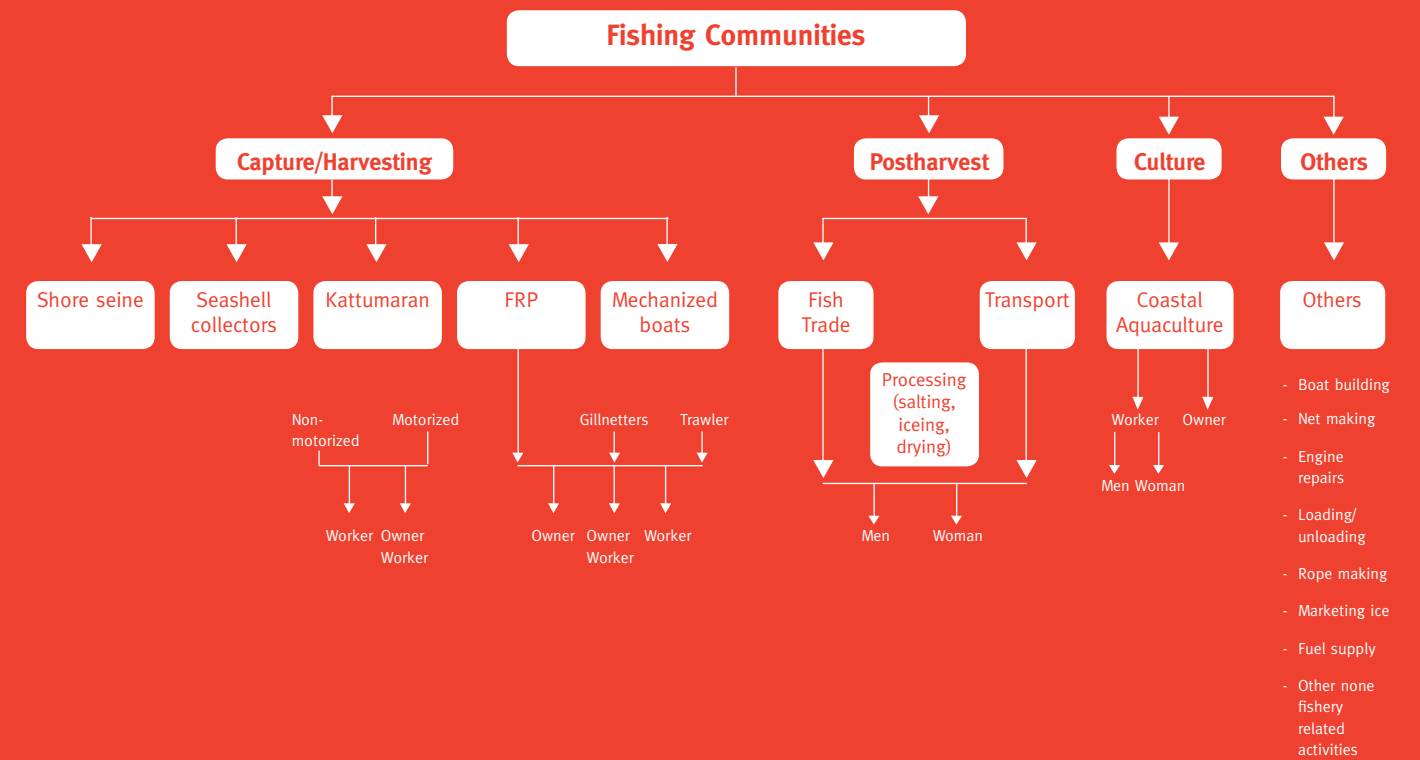 Fishing Communities
Capture/Harvesting
Postharvest
Culture
Others
Shore seine
Seashell
collectors
Kattumaran
FRP
Mechanized
boats
Fish
Trade
Transport
Coastal
Aquaculture
Others
Processing
(salting,
iceing,
drying)
Non-
motorized
Motorized
Gillnetters
Trawler
Worker
Owner
Men
Woman
Worker
Owner
Worker
Owner
Owner
Worker
Worker
Men
Woman
- Boat building
- Net making
- Engine
repairs
- Loading/
unloading
- Rope making
- Marketing ice
- Fuel supply
- Other none
fishery
related
activities